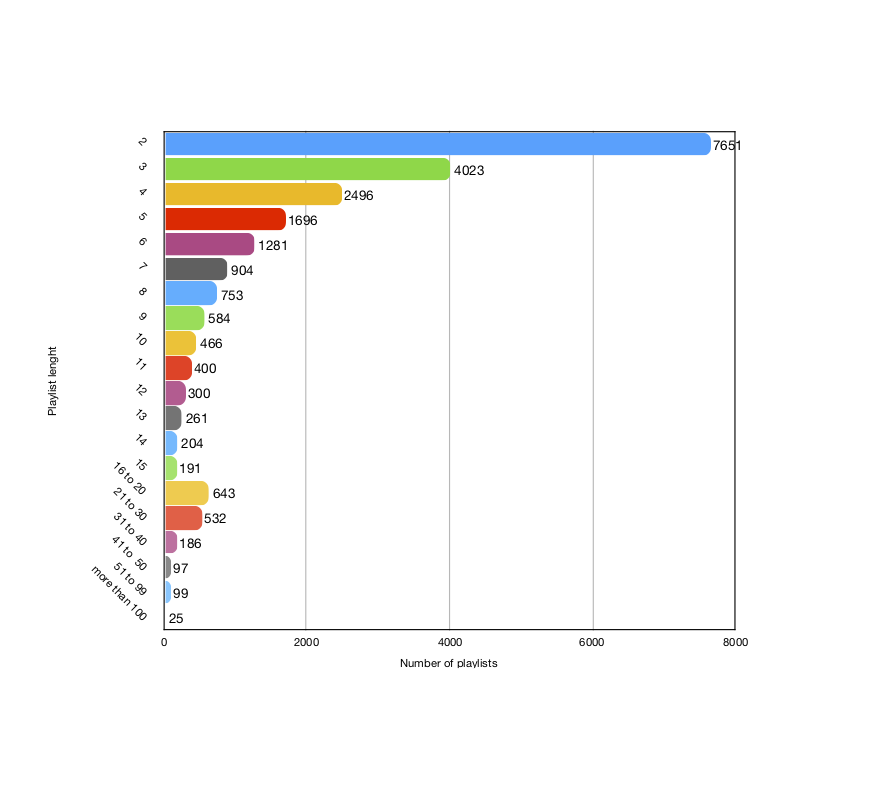 2 7651
3 4023
4 2496
5 1696
6 1281
7 904
8 753
9 584
10 466
11 400
12 300
13 261
14 204
15 191
16 to 20 643
21 to 30 532
31 to 40 186
41 to 50 97
51 to 99 99
more than 100 25
Playlist lenght
0 2000 4000 6000 8000
Number of playlists